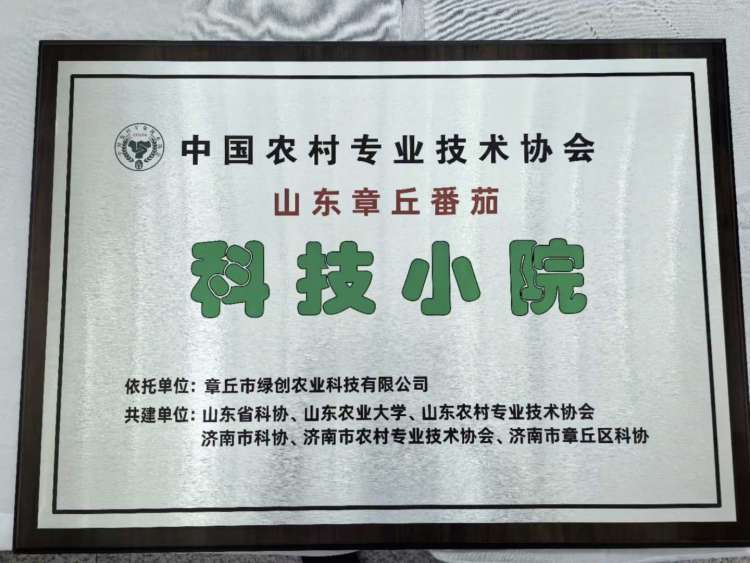 中国农村专业技术协会
山东章丘番茄
科技小院
依托单位：章丘市绿创农业科技有限公司
共建单位：山东省科协、山东农业大学、山东农村专业技术协会
济南市科协、济南市农村专业技术协会、济南市章丘区科协